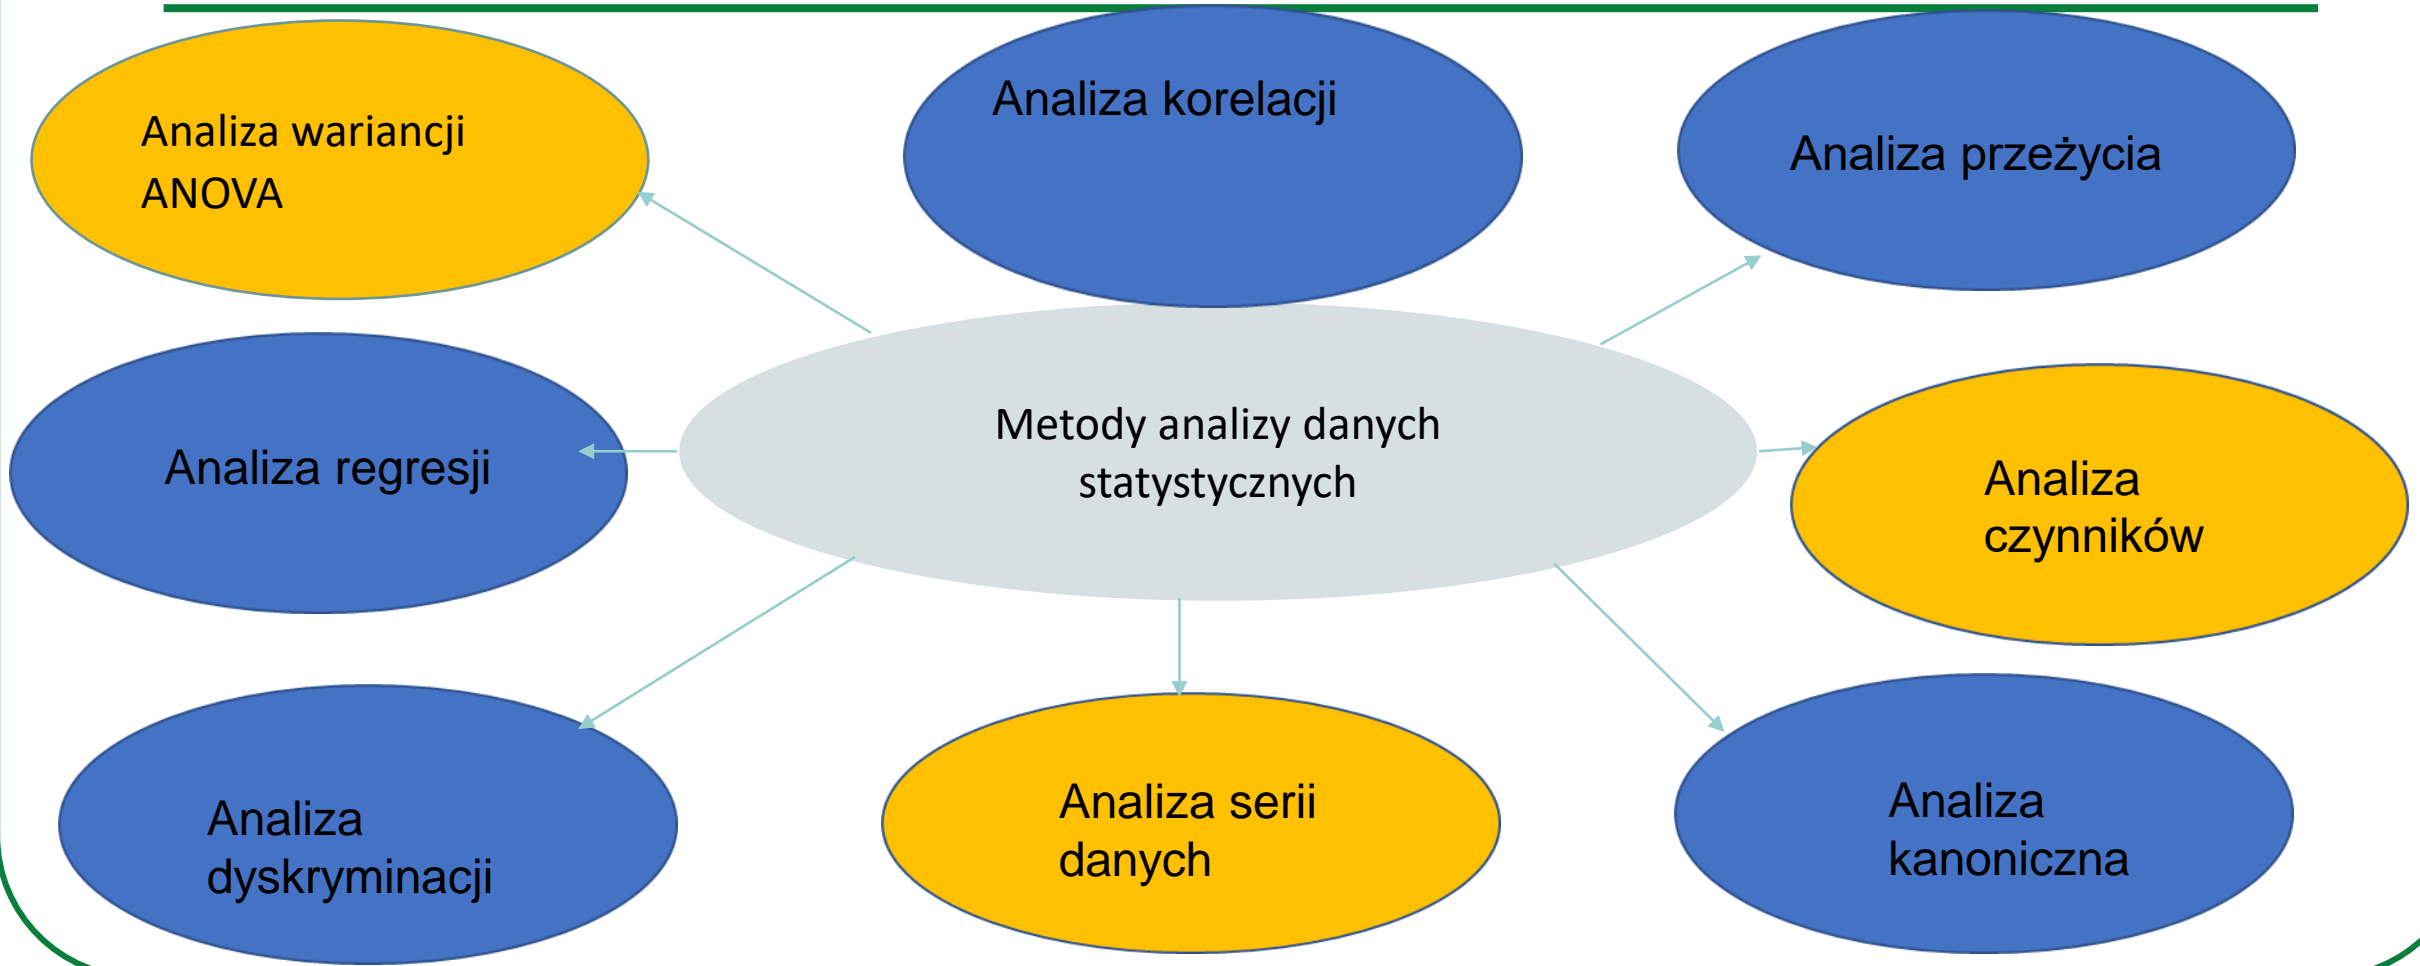 Analiza wariancji
ANOVA
Analiza korelacji
Analiza przeżycia
Analiza regresji
Metody analizy danych
statystycznych
Analiza
czynników
Analiza
dyskryminacji
Analiza serii
danych
Analiza
kanoniczna